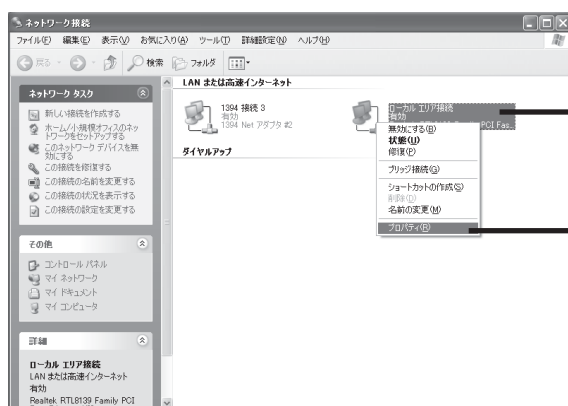 ネットワーク接続
ファイル(F) 編集(E) 表示(V) お気に入り(A) ツール(T) 詳細設定(N) ヘルプ(H)
戻る 検索 フォルダ
ネットワーク タスク
新しい接続を作成する
ホーム/小規模オフィスのネットワークをセットアップする
このネットワーク デバイスを無効にする
この接続を修復する
この接続の名前を変更する
この接続の状況を表示する
この接続の設定を変更する
その他
コントロール パネル
マイ ネットワーク
マイ ドキュメント
マイ コンピュータ
詳細
ローカル エリア接続
LAN または高速インターネット
有効
Realtek RTL8139 Family PCI
LAN または高速インターネット
1394 接続 3
有効
1394 Net アダプタ #2
ローカル エリア接続
有効
PCI Fas...
無効にする(B)
状態(U)
修復(P)
ブリッジ接続(G)
ショートカットの作成(S)
削除(D)
名前の変更(M)
プロパティ(R)
ダイヤルアップ